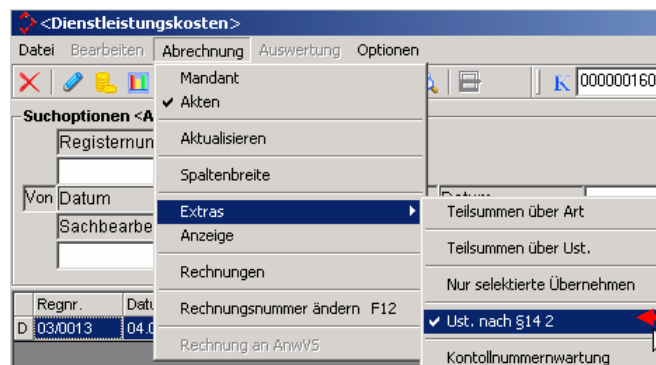 <Dienstleistungskosten>
Datei Bearbeiten Abrechnung Auswertung Optionen
K 000000160
Mandant
Akten
Suchoptionen <A
Registernun
Aktualisieren
Spaltenbreite
Von Datum
Datum
Extras
Teilsummen über Art
Sachbearbe
Anzeige
Teilsummen über Ust.
Rechnungen
Nur selektierte Übernehmen
Regnr. Datu
Rechnungsnummer ändern F12
Ust. nach §14 2
D 03/0013 04.0
Rechnung an AnwVS
Kontollnummernwartung